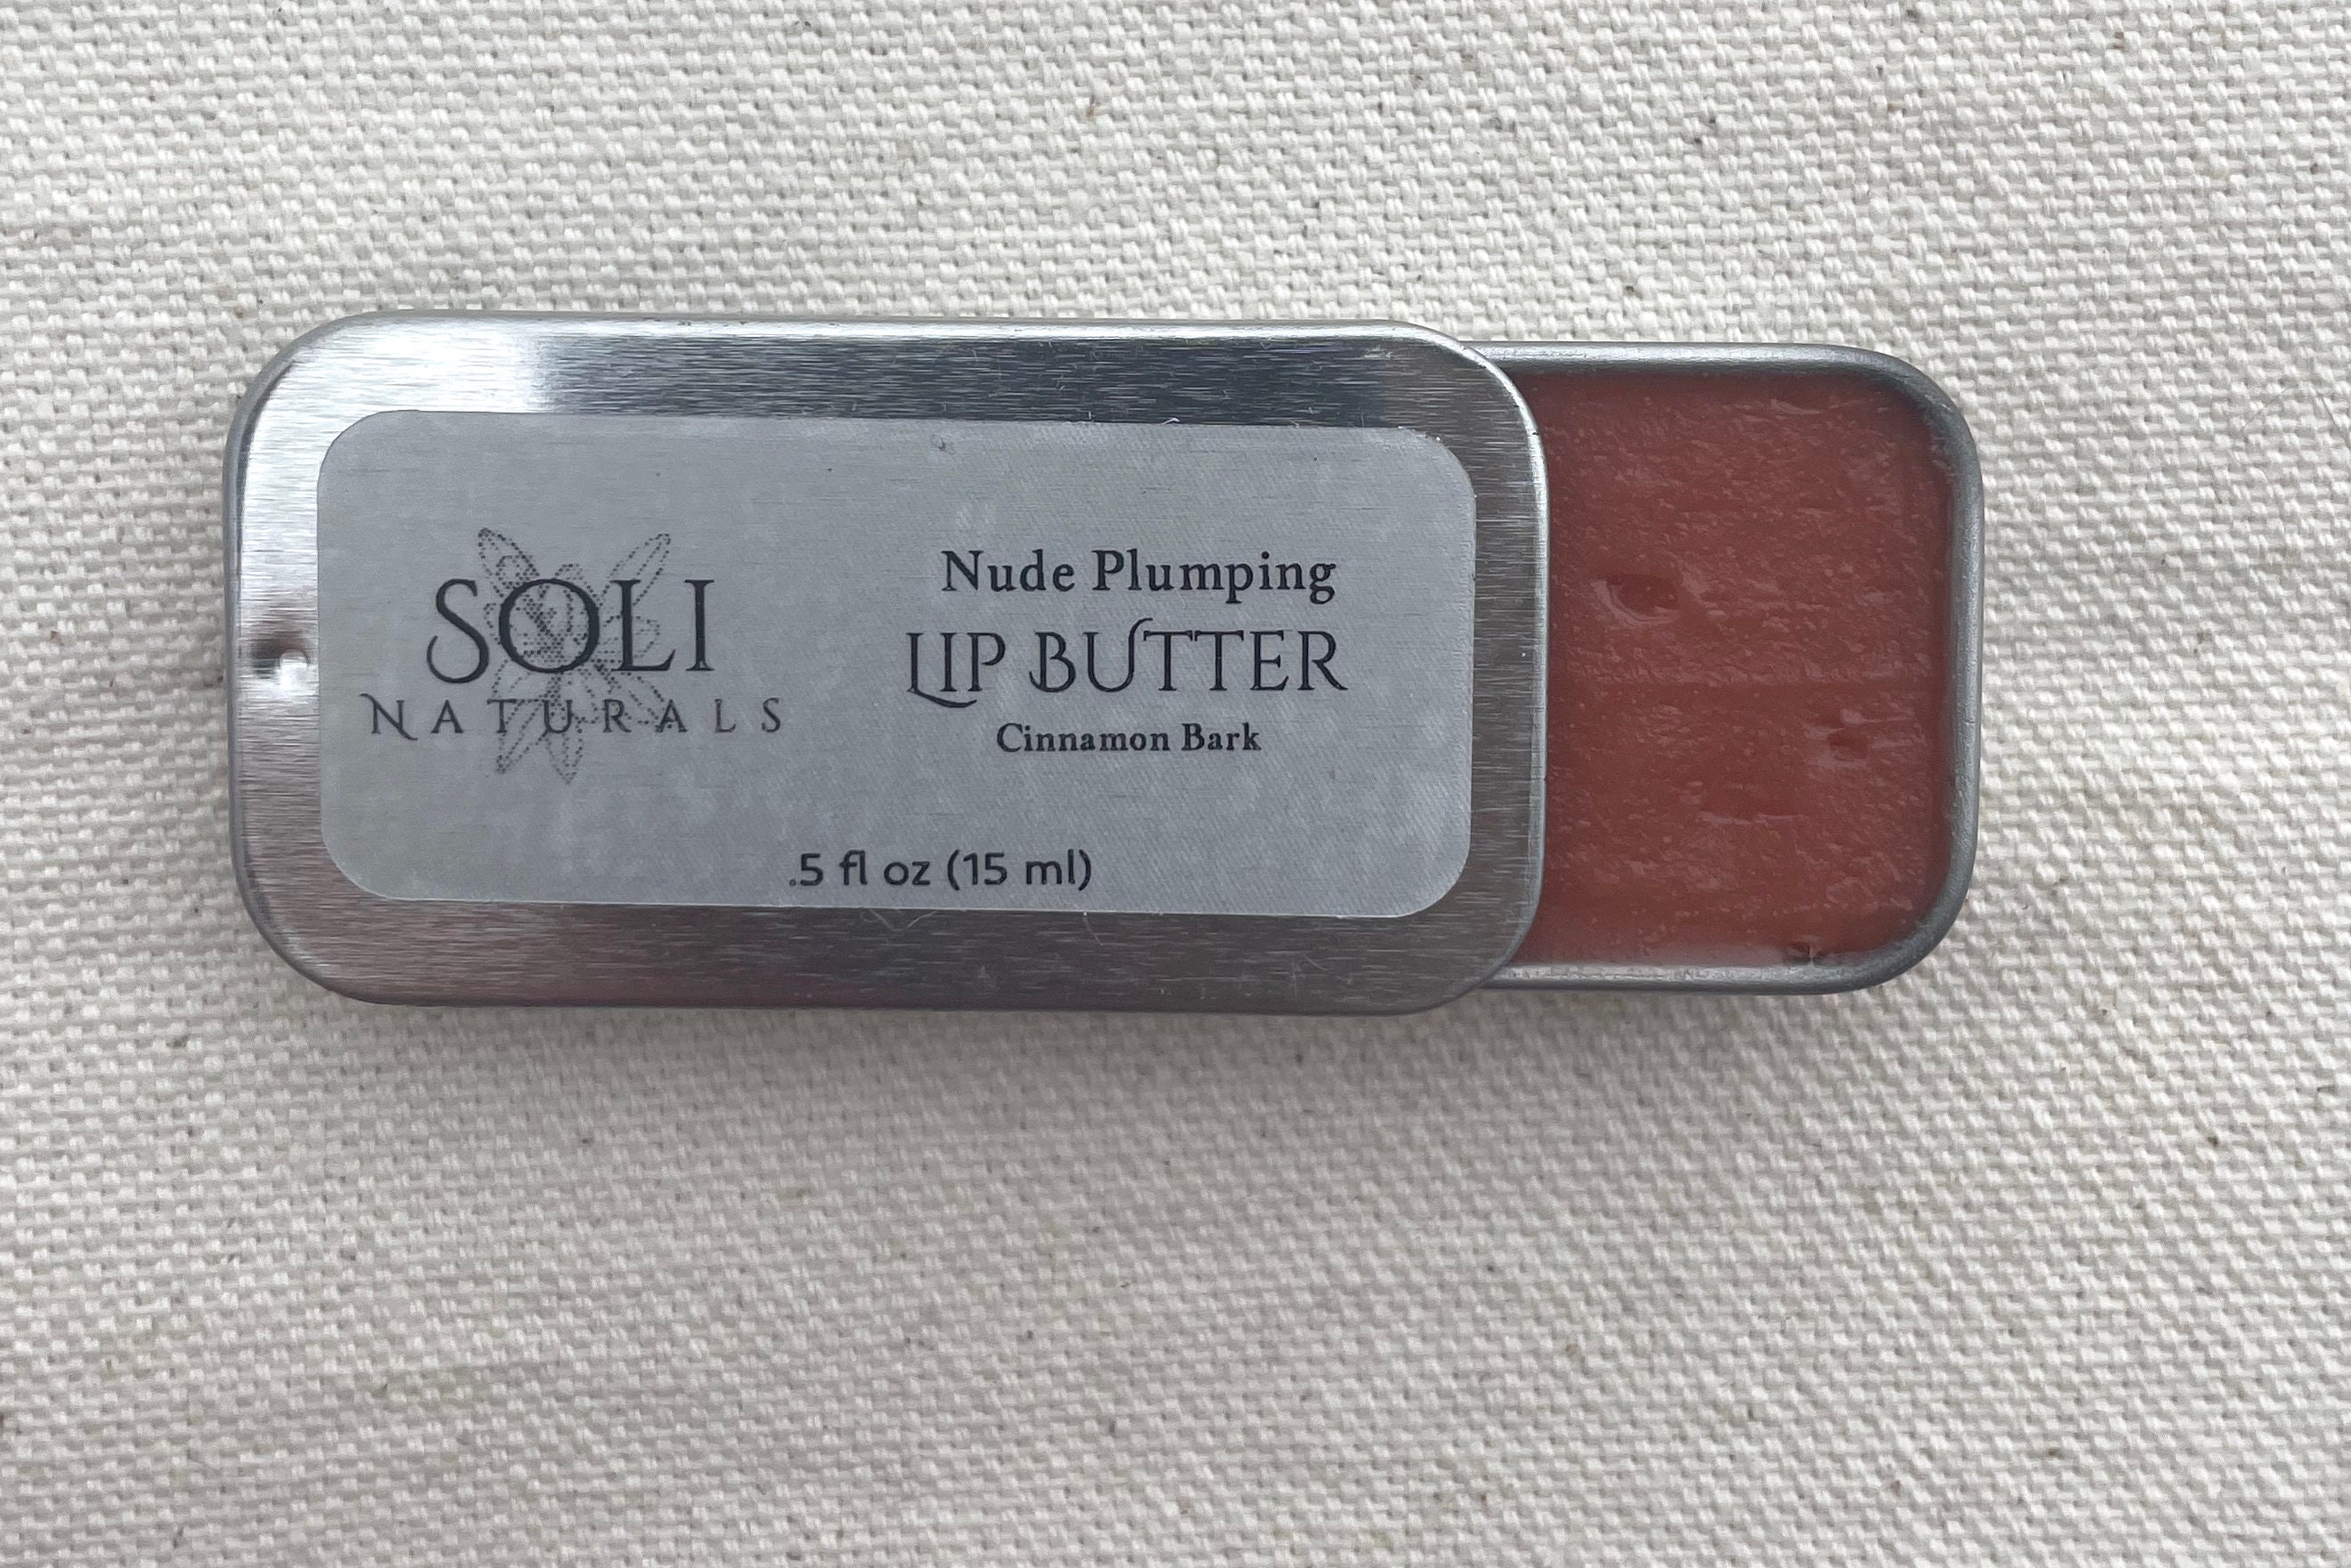 SOLI
NATURALS
Nude Plumping
LIP BUTTER
Cinnamon Bark
.5 fl oz (15 ml)